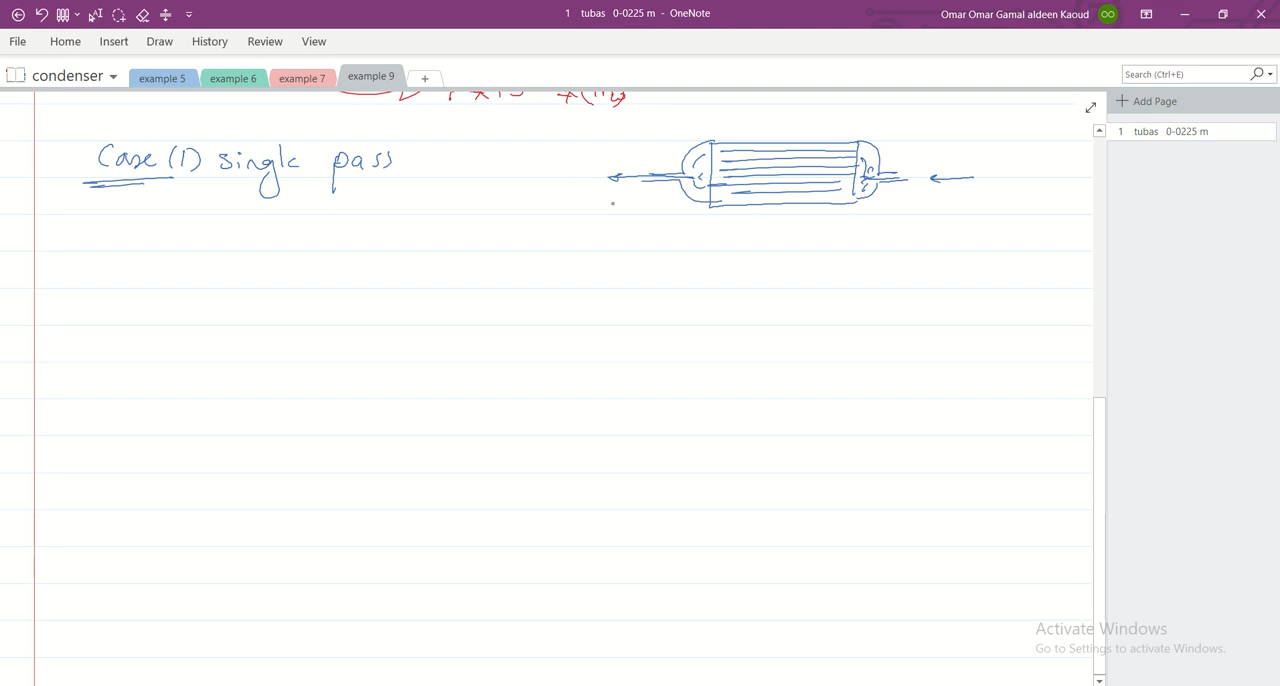 1 tubas 0-0225 m - OneNote
Omar Omar Gamal aldeen Kaoud
OO
File Home Insert Draw History Review View
condenser
example 5 example 6 example 7 example 9 +
Search (Ctrl+E)
Add Page
1 tubas 0-0225 m
Case (1) single pass
Activate Windows
Go to Settings to activate Windows.